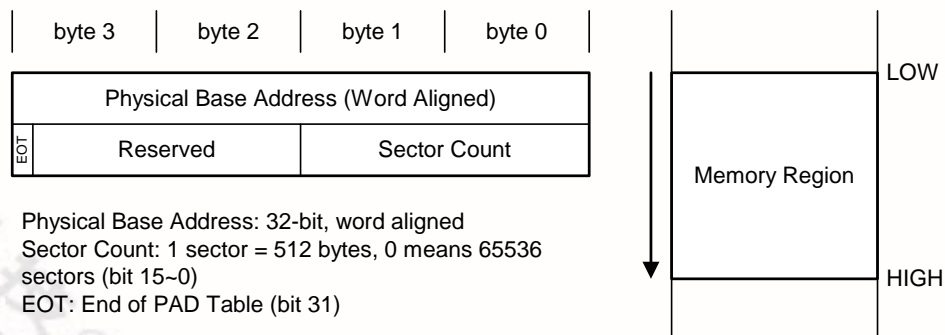 byte 3 byte 2 byte 1 byte 0
LOW
Physical Base Address (Word Aligned)
EOT Reserved Sector Count
Memory Region
Physical Base Address: 32-bit, word aligned
Sector Count: 1 sector = 512 bytes, 0 means 65536
sectors (bit 15~0)
HIGH
EOT: End of PAD Table (bit 31)